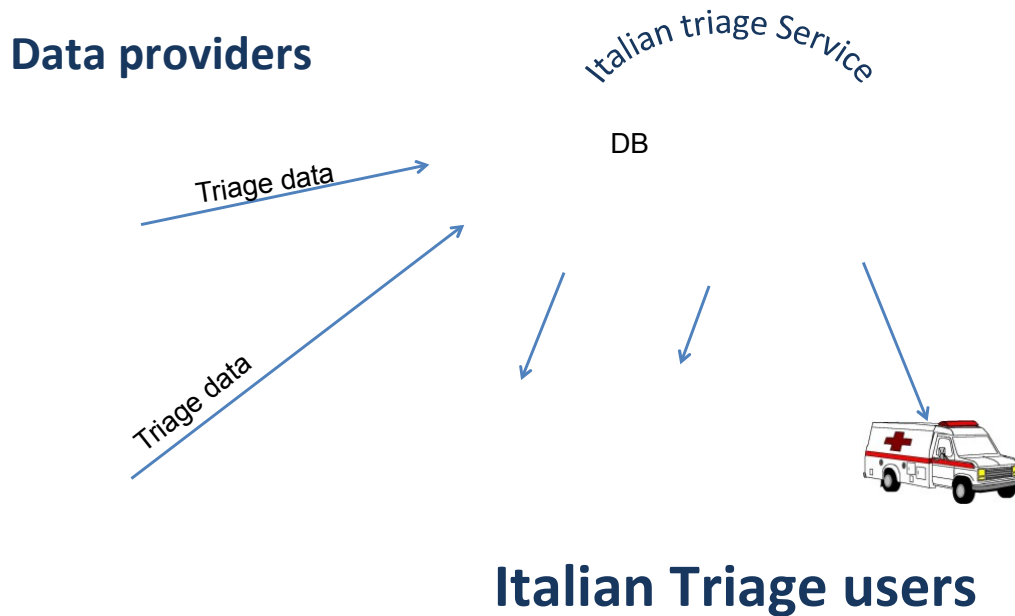 Data providers
Italian triage Service
DB
Triage data
Triage data
Italian Triage users